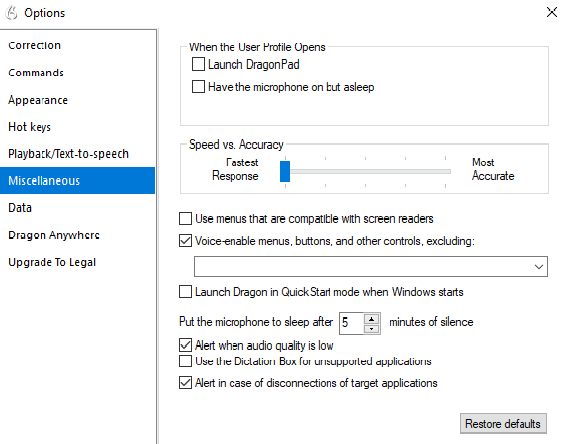 Options
Correction
Commands
Appearance
Hot keys
Playback/Text-to-speech
Miscellaneous
Data
Dragon Anywhere
Upgrade To Legal
When the User Profile Opens
Launch DragonPad
Have the microphone on but asleep
Speed vs. Accuracy
Fastest
Response
Most
Accurate
Use menus that are compatible with screen readers
Voice-enable menus, buttons, and other controls, excluding:
Launch Dragon in QuickStart mode when Windows starts
Put the microphone to sleep after 5 minutes of silence
Alert when audio quality is low
Use the Dictation Box for unsupported applications
Alert in case of disconnections of target applications
Restore defaults